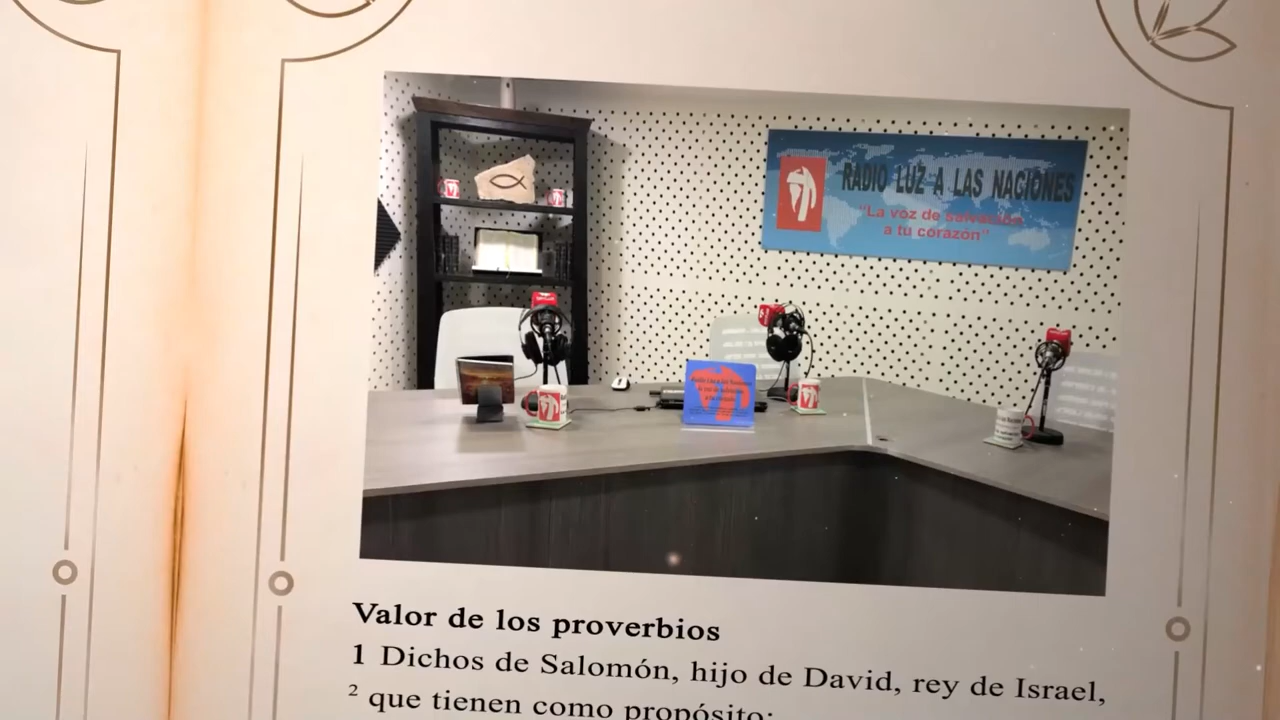 RADIO LUZ A LAS NACIONES
"La voz de salvación
a tu corazón"
Valor de los proverbios
1 Dichos de Salomón, hijo de David, rey de Israel,
2 que tienen como propósito: